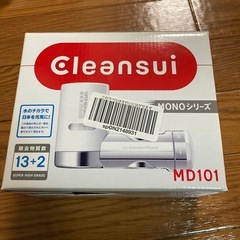 Cleansui
水のチカラで
日本を元気に!
MONOシリーズ
spON2140931
除去物質数
13+2
SUPER HIGH GRADE
MD101